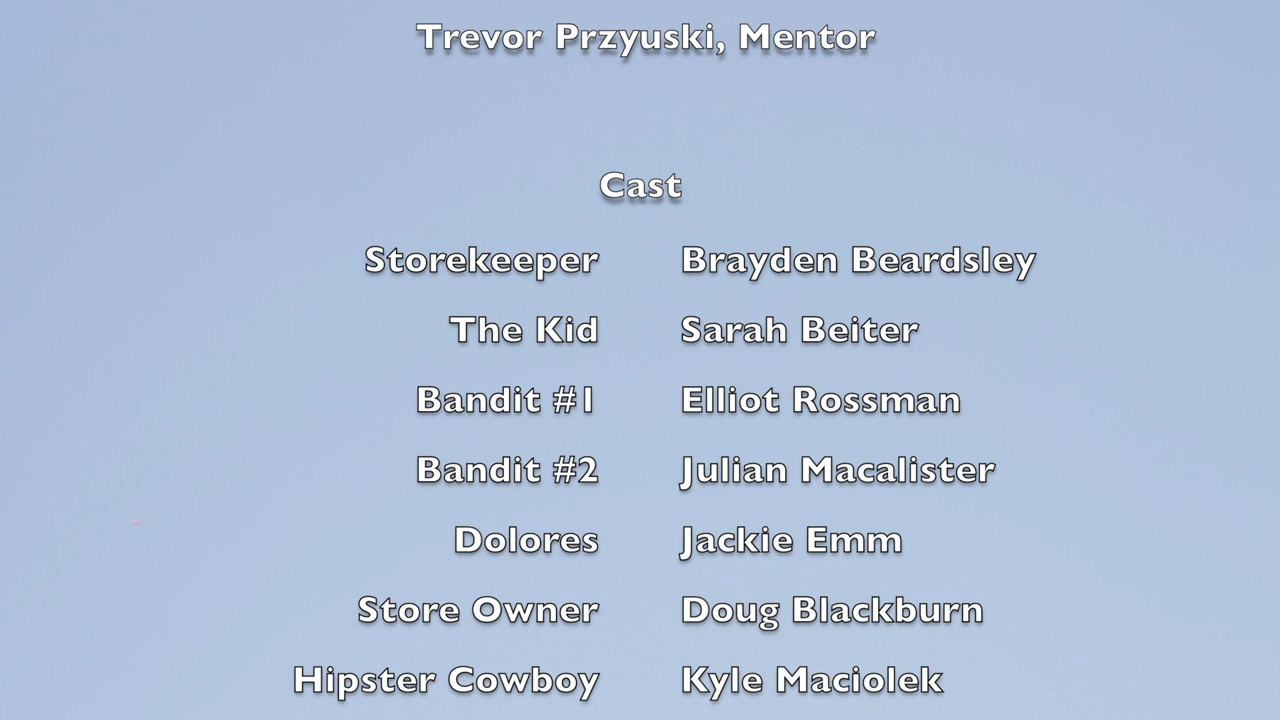 Trevor Przyuski, Mentor
Cast
Storekeeper Brayden Beardsley
The Kid Sarah Beiter
Bandit #1 Elliot Rossman
Bandit #2 Julian Macalister
Dolores Jackie Emm
Store Owner Doug Blackburn
Hipster Cowboy Kyle Maciolek